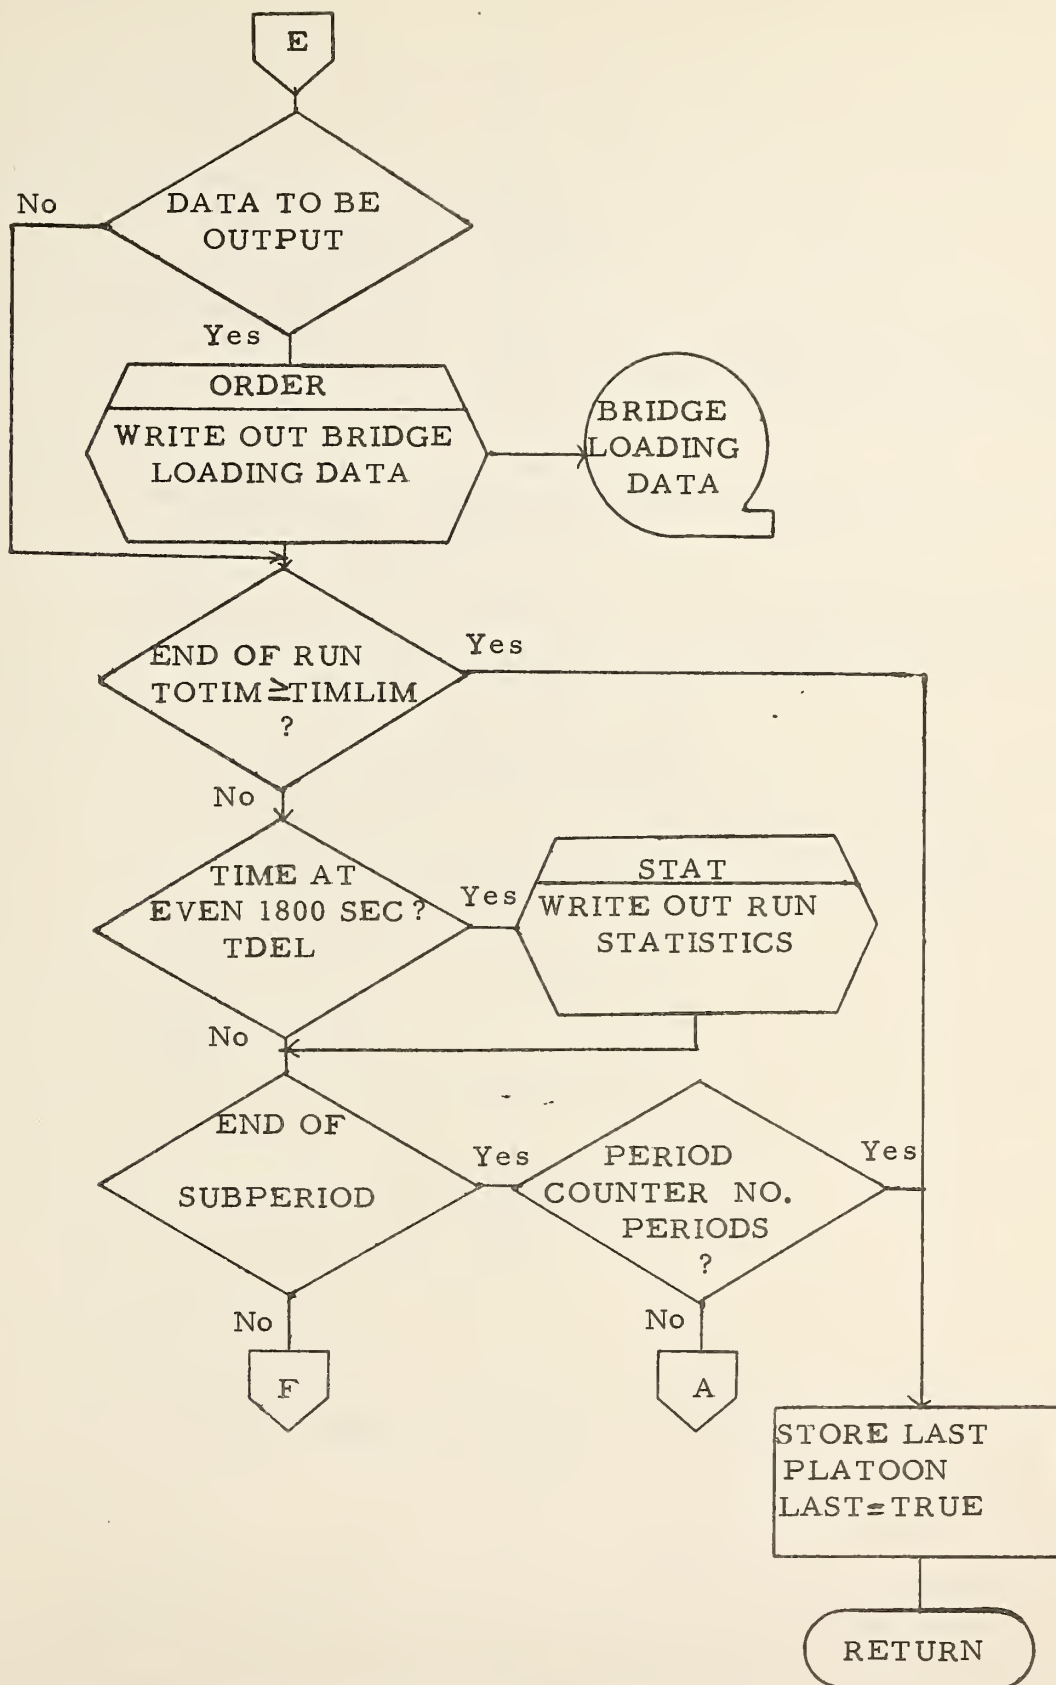 E
DATA TO BE
OUTPUT
No
Yes
ORDER
WRITE OUT BRIDGE
LOADING DATA
BRIDGE
LOADING
DATA
END OF RUN
TOTIM≥TIMLIM
?
Yes
No
TIME AT
EVEN 1800 SEC?
TDEL
Yes
STAT
WRITE OUT RUN
STATISTICS
No
END OF
SUBPERIOD
Yes
PERIOD
COUNTER NO.
PERIODS
?
Yes
No
No
F
A
STORE LAST
PLATOON
LAST=TRUE
RETURN